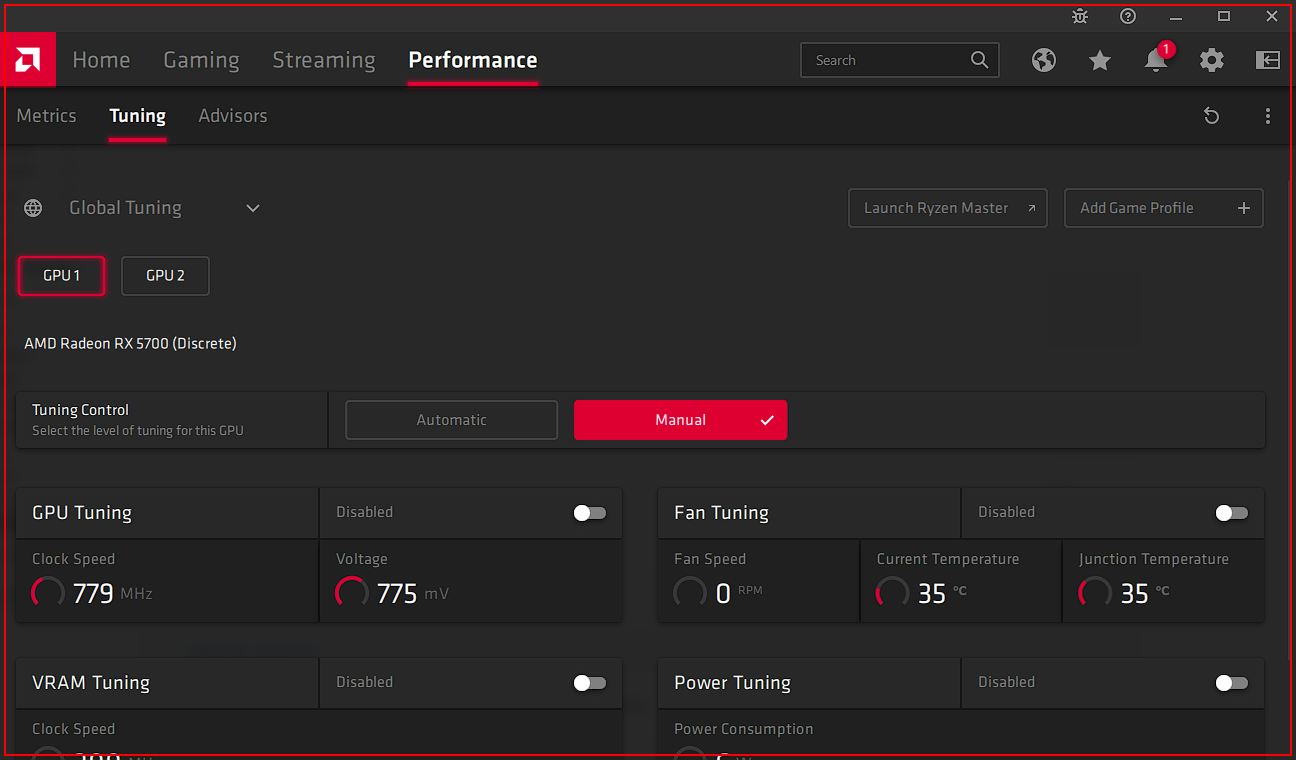 Home Gaming Streaming Performance Search 1
Metrics Tuning Advisors
Global Tuning Launch Ryzen Master Add Game Profile
GPU 1 GPU 2
AMD Radeon RX 5700 (Discrete)
Tuning Control
Select the level of tuning for this GPU
Automatic Manual
GPU Tuning Disabled
Clock Speed Voltage
779 MHz 775 mV
Fan Tuning Disabled
Fan Speed Current Temperature Junction Temperature
0 RPM 35 °C 35 °C
VRAM Tuning Disabled
Clock Speed
Power Tuning Disabled
Power Consumption